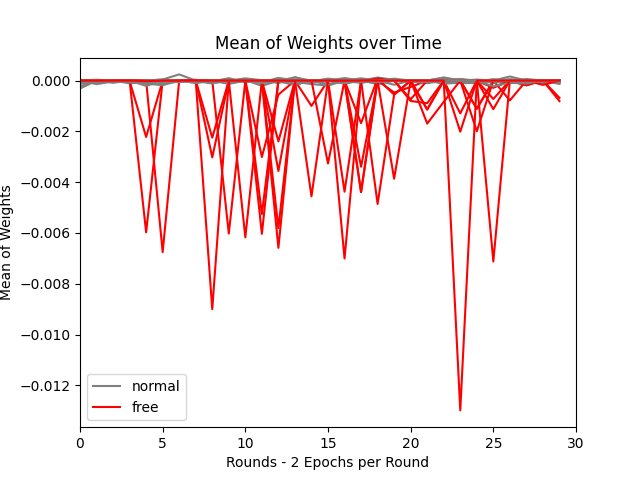 Mean of Weights over Time
0.000
−0.002
−0.004
−0.006
−0.008
−0.010
−0.012
Mean of Weights
normal
free
0 5 10 15 20 25 30
Rounds - 2 Epochs per Round